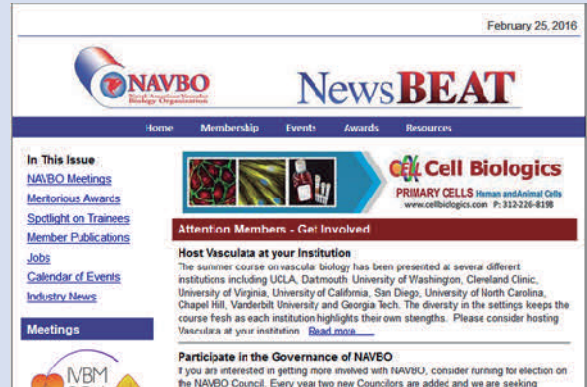 February 25, 2016
NAVBO
North American Vascular
Biology Organization
NewsBEAT
Home Membership Events Awards Resources
In This Issue
NAVBO Meetings
Meritorious Awards
Spotlight on Trainees
Member Publications
Jobs
Calendar of Events
Industry News
Meetings
IVBM
Cell Biologics
PRIMARY CELLS Human and Animal Cells
www.cellbiologics.com P: 312-226-8198
Attention Members - Get Involved
Host Vasculata at your Institution
The summer course on vascular biology has been presented at several different
institutions including UCLA, Dartmouth University of Washington, Cleveland Clinic,
University of Virginia, University of California, San Diego, University of North Carolina,
Chapel Hill, Vanderbilt University and Georgia Tech. The diversity in the settings keeps the
course fresh as each institution highlights their own stengths. Please consider hosting
Vasculata at your institution. Read more......
Participate in the Governance of NAVBO
If you are interested in getting more involved with NAVBO, consider running for election on
the NAVBO Council. Every year two new Councilors are added and we are seeking